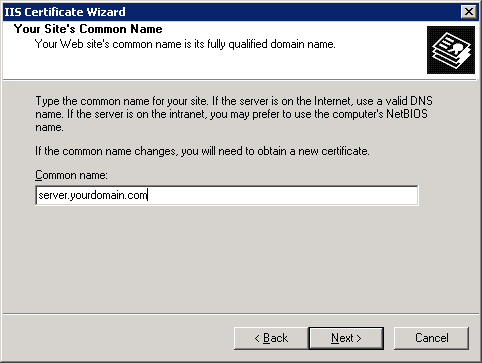 IIS Certificate Wizard
Your Site's Common Name
Your Web site's common name is its fully qualified domain name.
Type the common name for your site. If the server is on the Internet, use a valid DNS
name. If the server is on the intranet, you may prefer to use the computer's NetBIOS
name.
If the common name changes, you will need to obtain a new certificate.
Common name:
server.yourdomain.com
< Back
Next >
Cancel